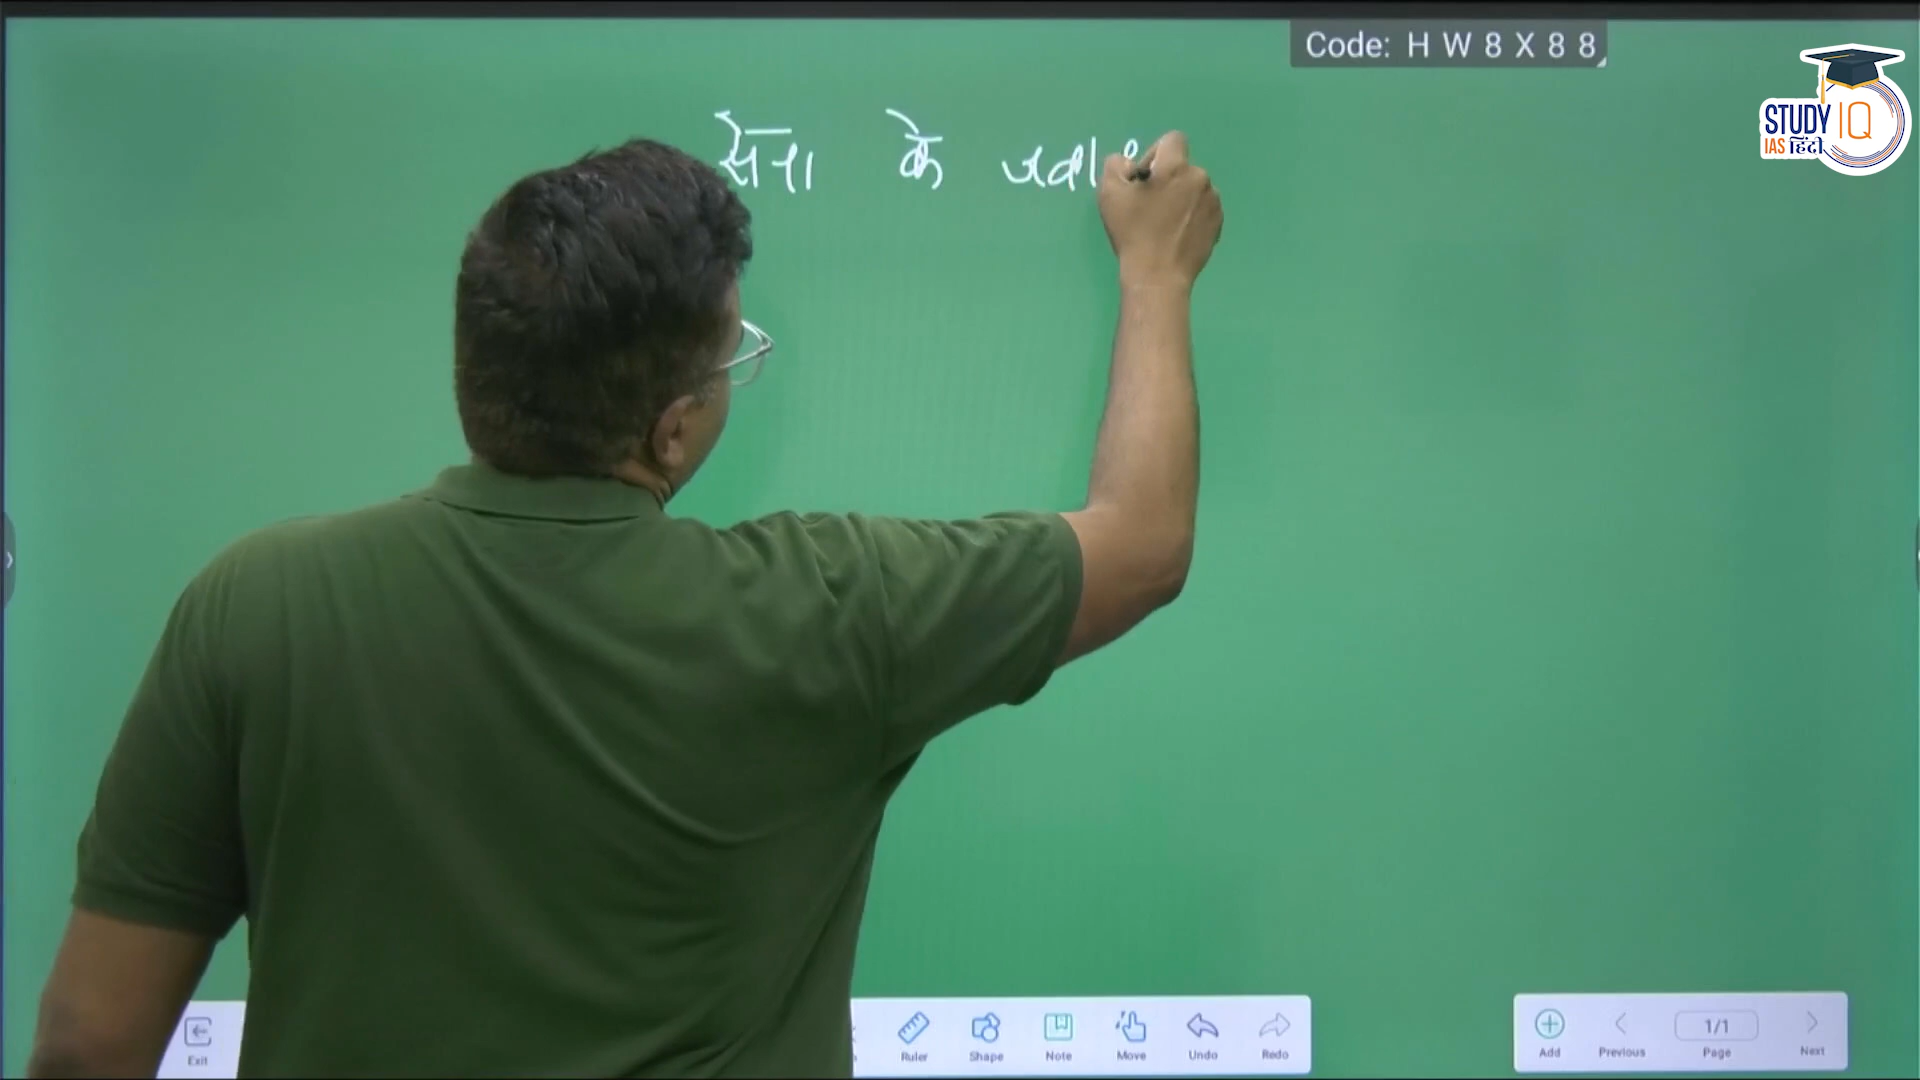 Code: H W 8 X 8 8
STUDY IQ
IAS हिंदी
सेना के
Exit
Ruler Shape Note Move Undo Redo
Add Previous 1/1 Page Next